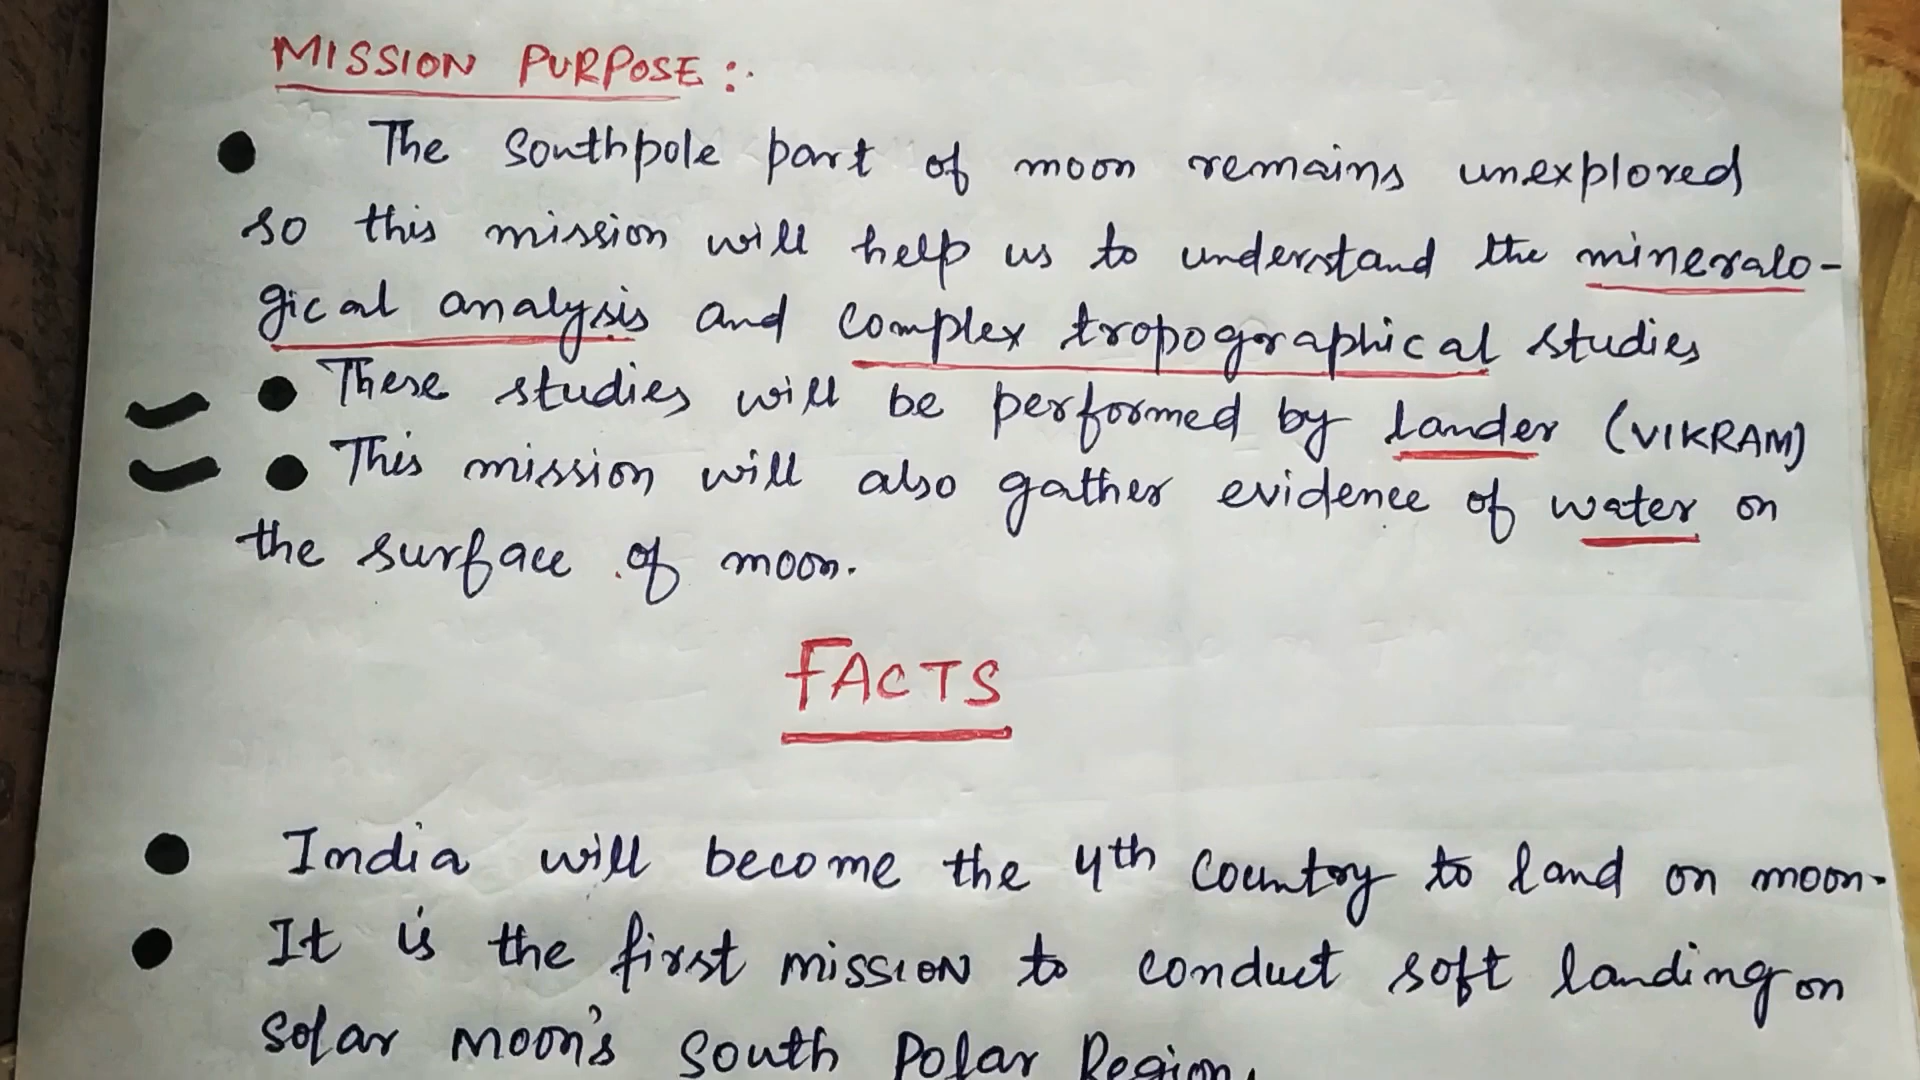 MISSION PURPOSE :.
● The southpole part of moon remains unexplored
so this mission will help us to understand the mineralo-
gical analysis and complex tropographical studies
● These studies will be performed by lander (VIKRAM)
● This mission will also gather evidence of water on
the surface of moon.
FACTS
● India will become the 4th country to land on moon.
● It is the first mission to conduct soft landing on
solar moon's south Polar Region.